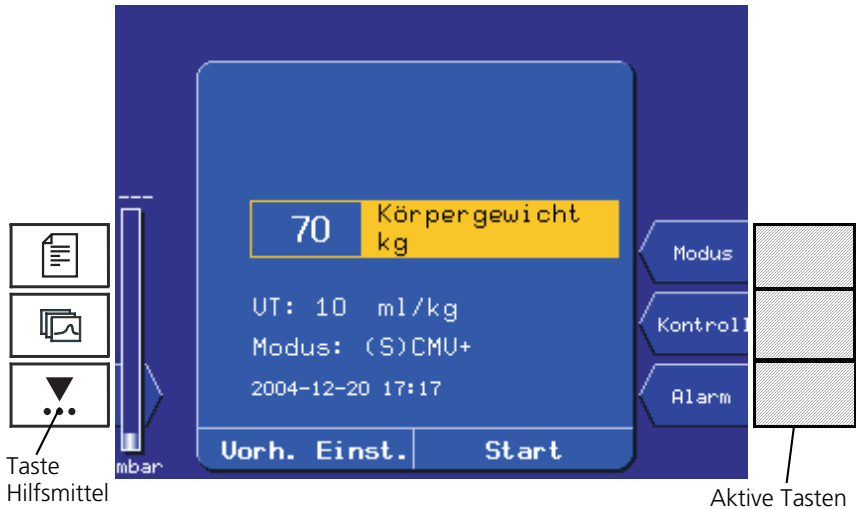 ---
70
Körpergewicht
kg
Modus
VT: 10 ml/kg
Kontroll
Modus: (S)CMV+
2004-12-20 17:17
Alarm
Vorh. Einst.
Start
mbar
Taste
Hilfsmittel
Aktive Tasten